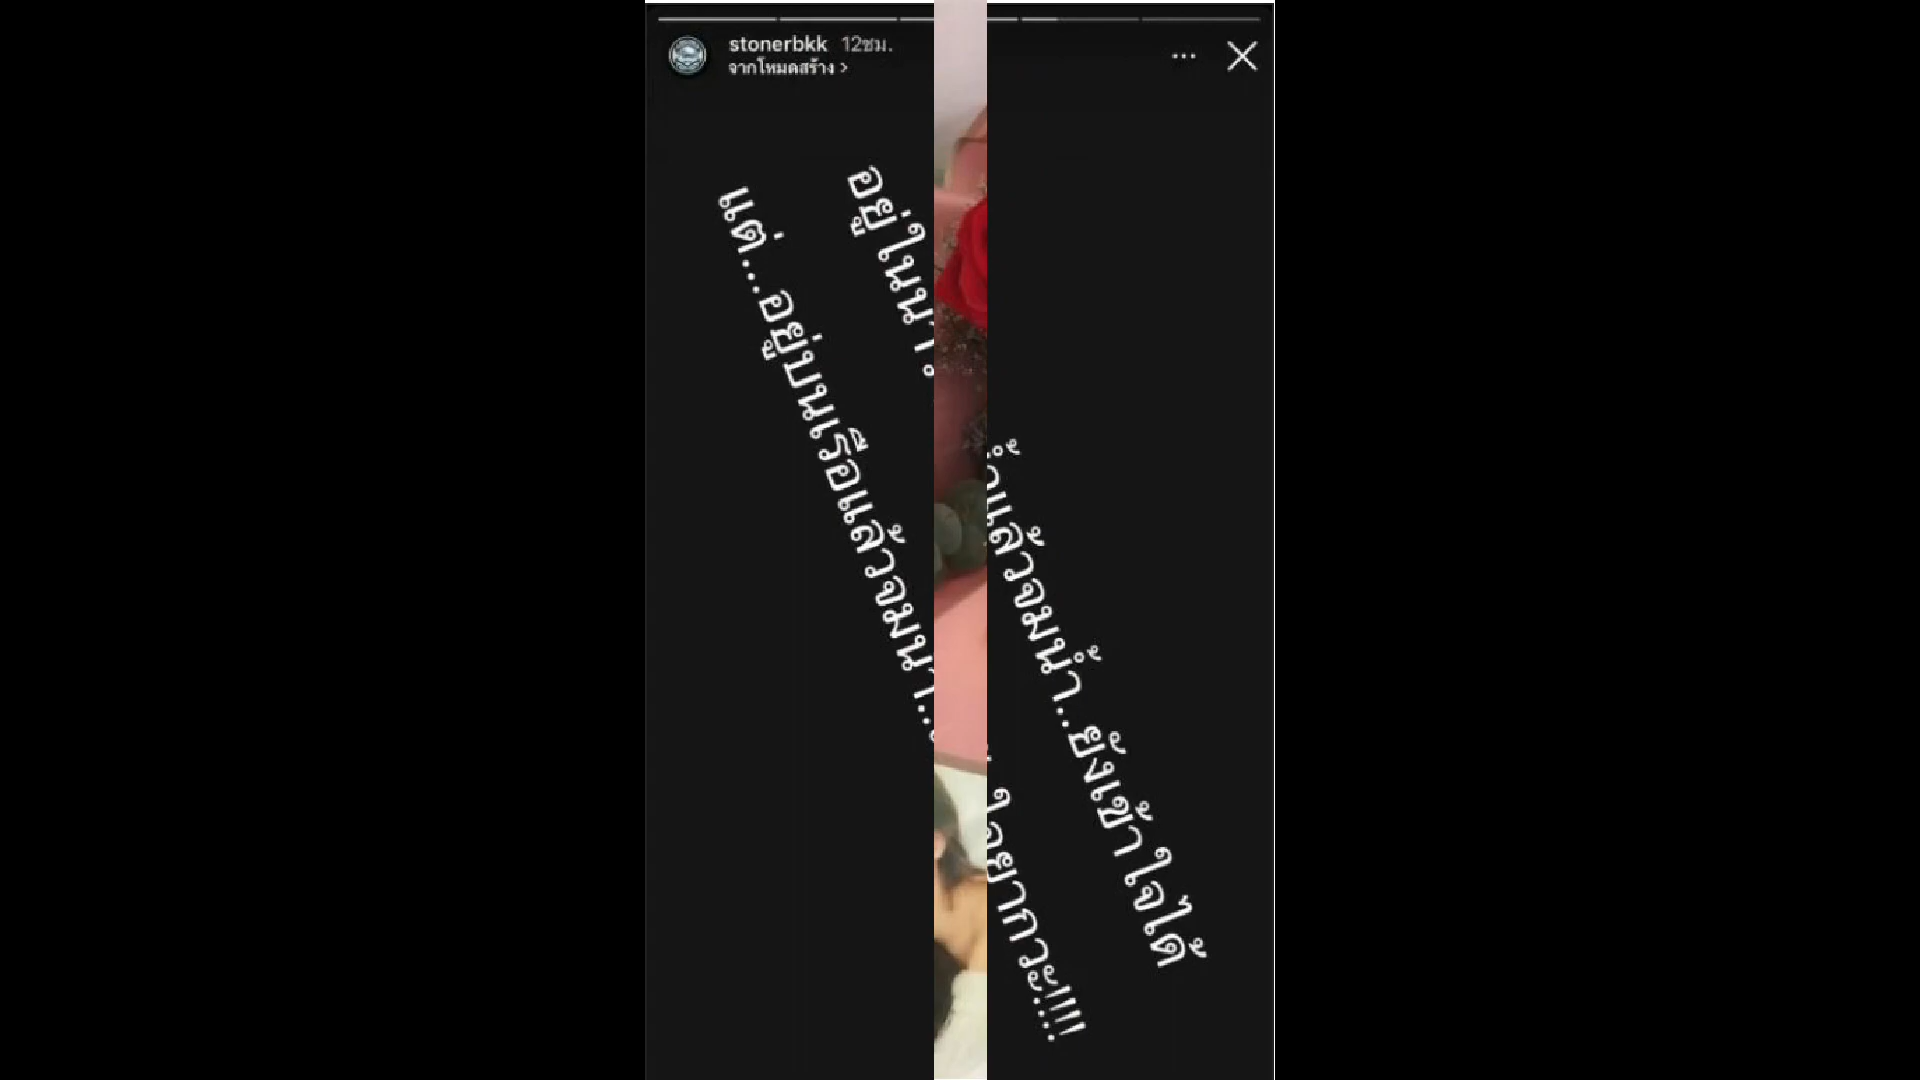 stonerbkk 12ชม.
จากโหมดสร้าง >
อยู่ในน้ำแล้วจมน้ำ..ยังเข้าใจได้
แต่...อยู่บนเรือแล้วจมน้ำ... ใจยากวะ!!!!